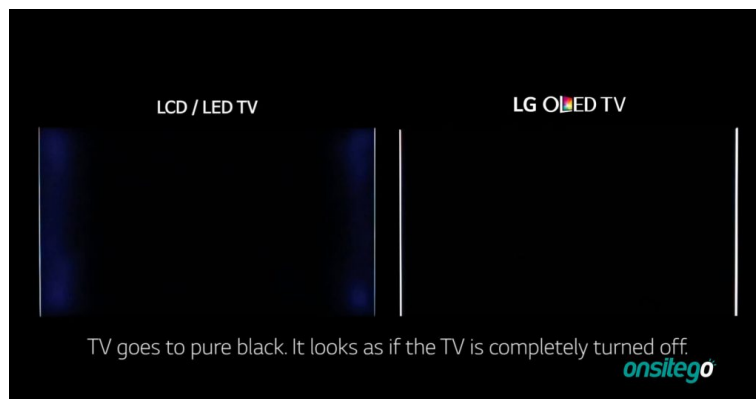 LCD / LED TV
LG OLED TV
TV goes to pure black. It looks as if the TV is completely turned off.
onsitego